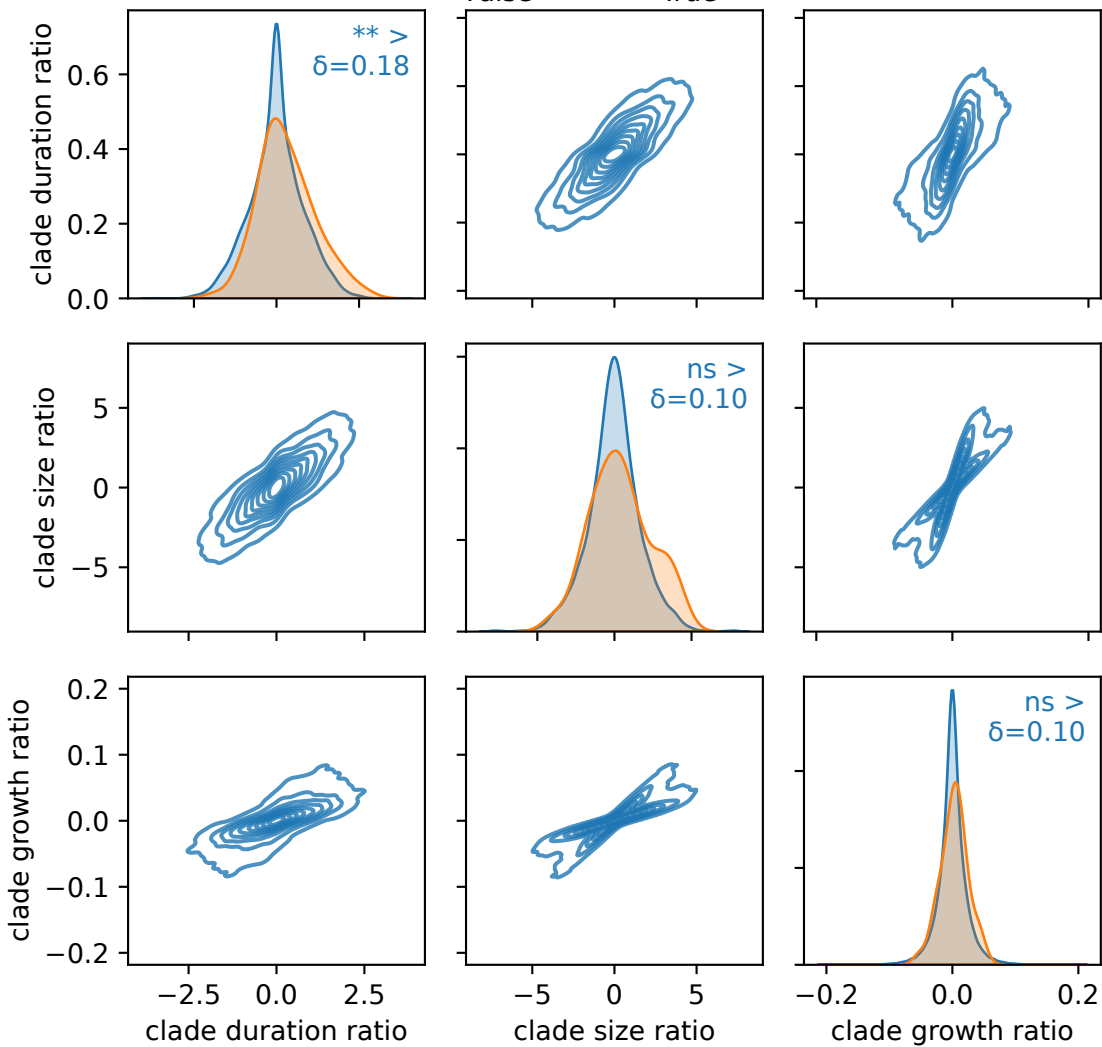 clade duration ratio
0.6
0.4
0.2
0.0
** >
δ=0.18
clade size ratio
5
0
−5
ns >
δ=0.10
clade growth ratio
0.2
0.1
0.0
−0.1
−0.2
ns >
δ=0.10
−2.5 0.0 2.5
clade duration ratio
−5 0 5
clade size ratio
−0.2 0.0 0.2
clade growth ratio